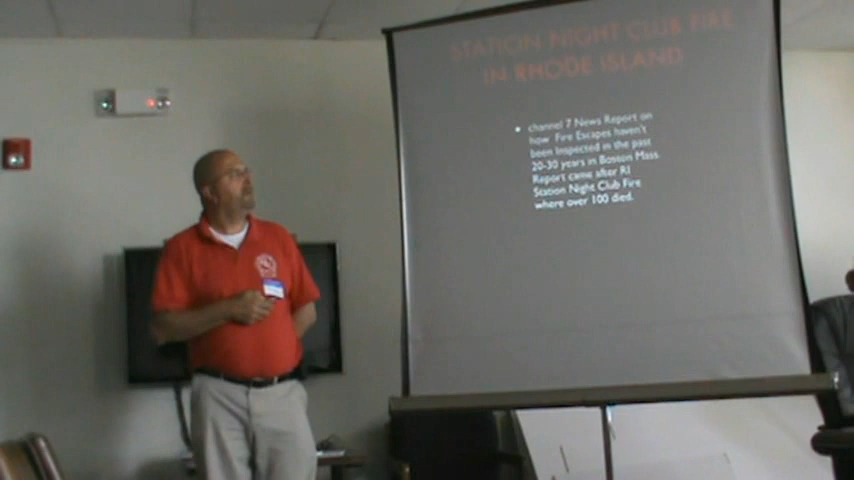 STATION NIGHT CLUB FIRE
IN RHODE ISLAND
channel 7 News Report on
how Fire Escapes haven't
been Inspected in the past
20-30 years in Bosson Mass.
Report came after RI
Station Night Club Fire
where over 100 died.